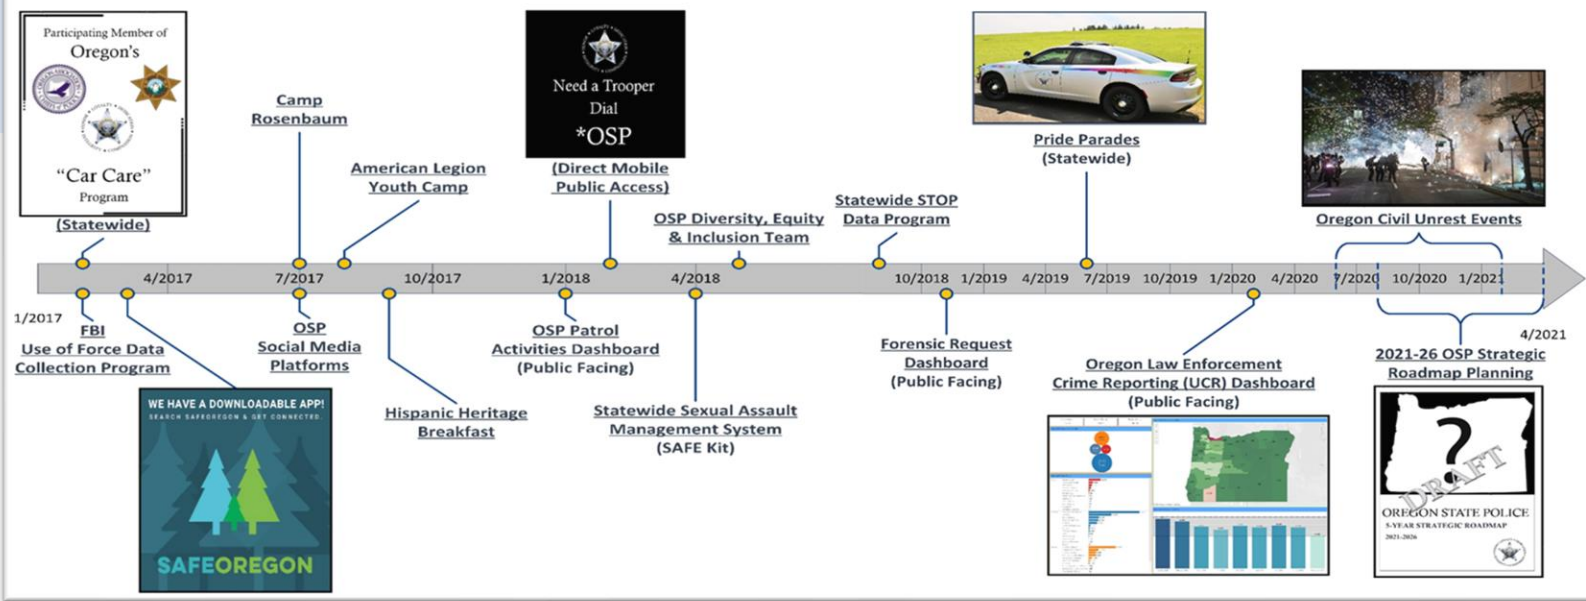 Participating Member of
Oregon's
“Car Care”
Program
(Statewide)
Camp
Rosenbaum
American Legion
Youth Camp
Need a Trooper
Dial
*OSP
(Direct Mobile
Public Access)
OSP Diversity, Equity
& Inclusion Team
Statewide STOP
Data Program
Pride Parades
(Statewide)
Oregon Civil Unrest Events
1/2017
4/2017
7/2017
10/2017
1/2018
4/2018
10/2018
1/2019
4/2019
7/2019
10/2019
1/2020
4/2020
7/2020
10/2020
1/2021
4/2021
FBI
Use of Force Data
Collection Program
WE HAVE A DOWNLOADABLE APP!
SEARCH SAFEOREGON & GET CONNECTED.
SAFEOREGON
OSP
Social Media
Platforms
Hispanic Heritage
Breakfast
OSP Patrol
Activities Dashboard
(Public Facing)
Statewide Sexual Assault
Management System
(SAFE Kit)
Forensic Request
Dashboard
(Public Facing)
Oregon Law Enforcement
Crime Reporting (UCR) Dashboard
(Public Facing)
2021-26 OSP Strategic
Roadmap Planning
?
DRAFT
OREGON STATE POLICE
5-YEAR STRATEGIC ROADMAP
2021-2026